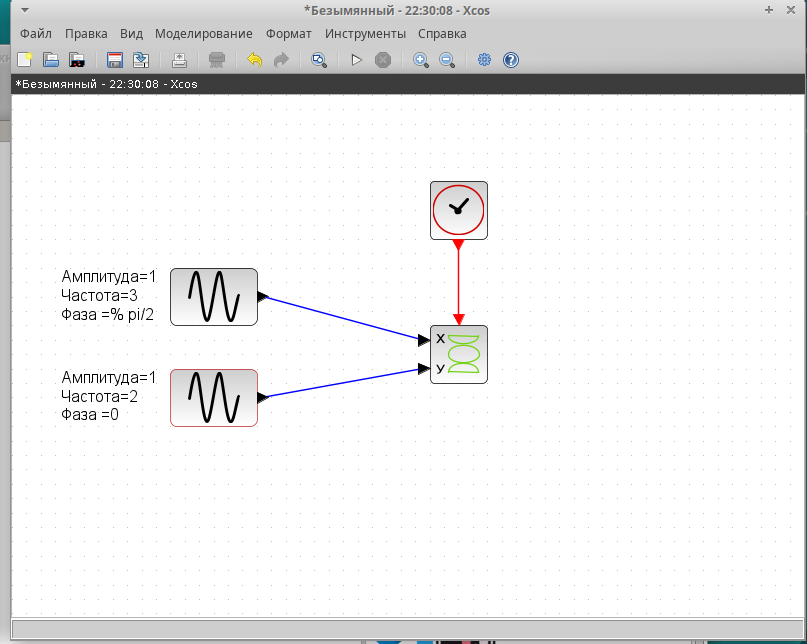 *Безымянный - 22:30:08 - Xcos
Файл Правка Вид Моделирование Формат Инструменты Справка
*Безымянный - 22:30:08 - Xcos
Амплитуда=1
Частота=3
Фаза =% pi/2
X
У
Амплитуда=1
Частота=2
Фаза =0